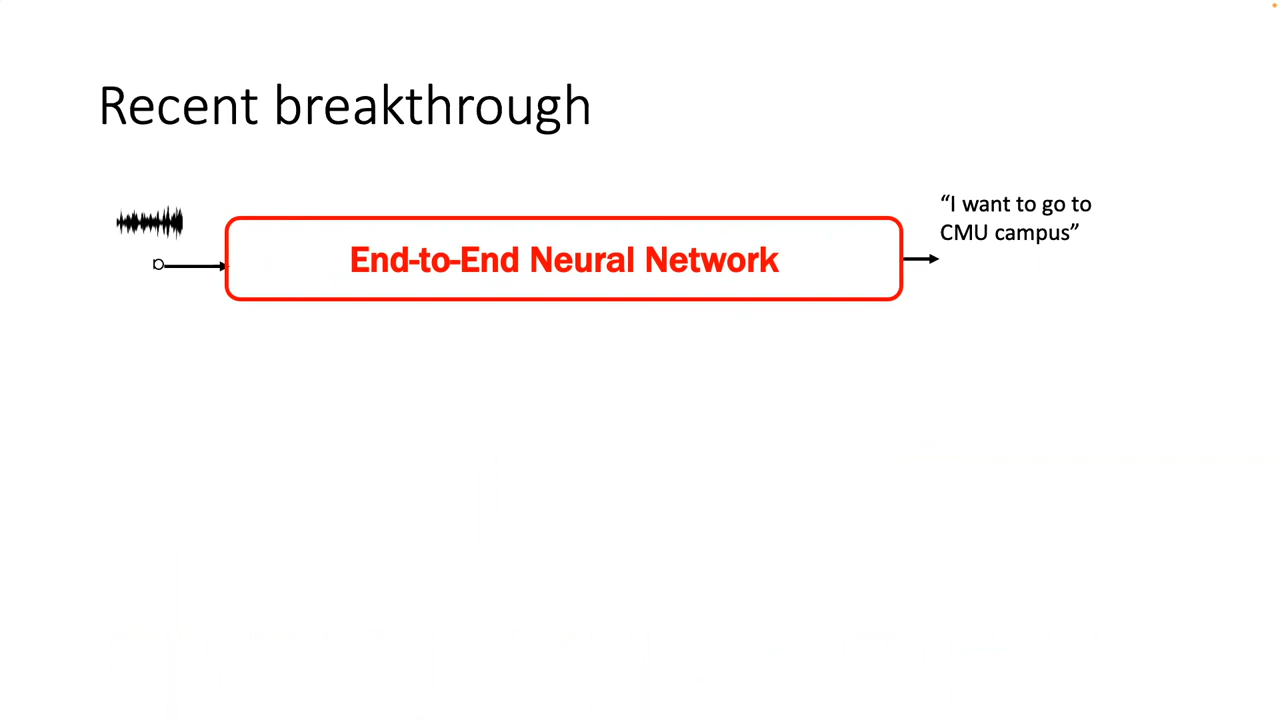 Recent breakthrough
“I want to go to
CMU campus”
End-to-End Neural Network